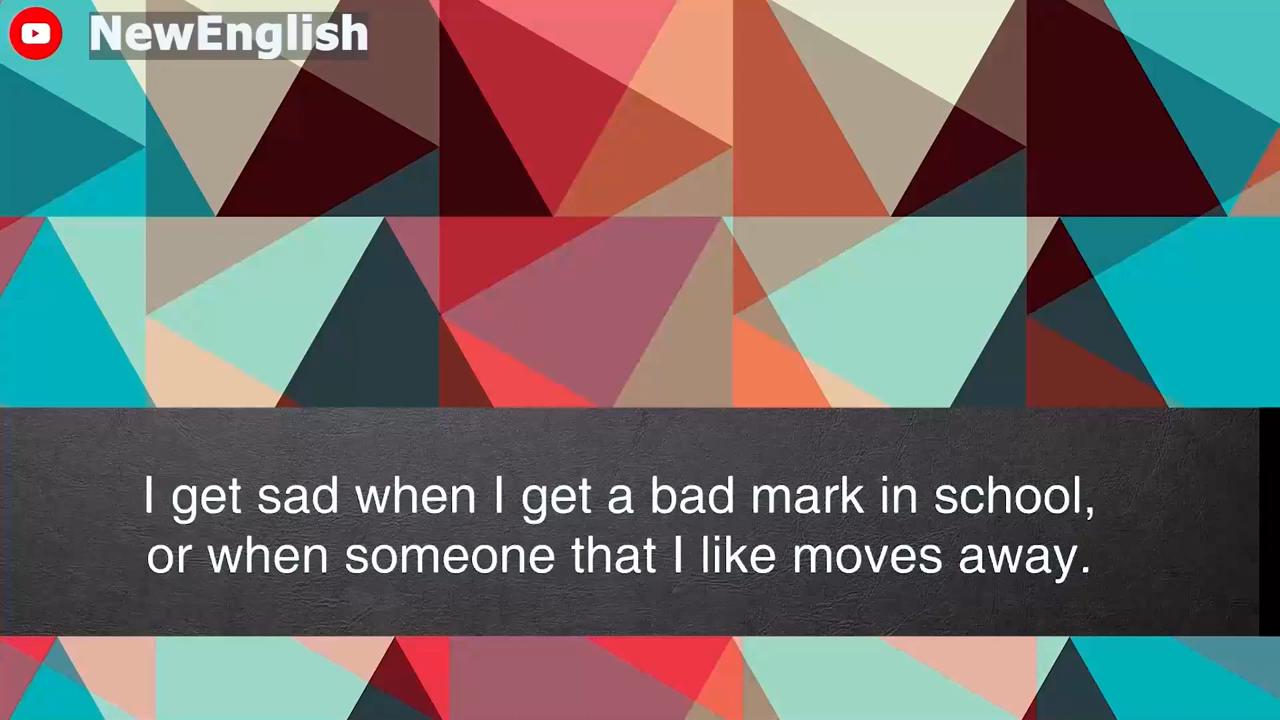 NewEnglish
I get sad when I get a bad mark in school,
or when someone that I like moves away.